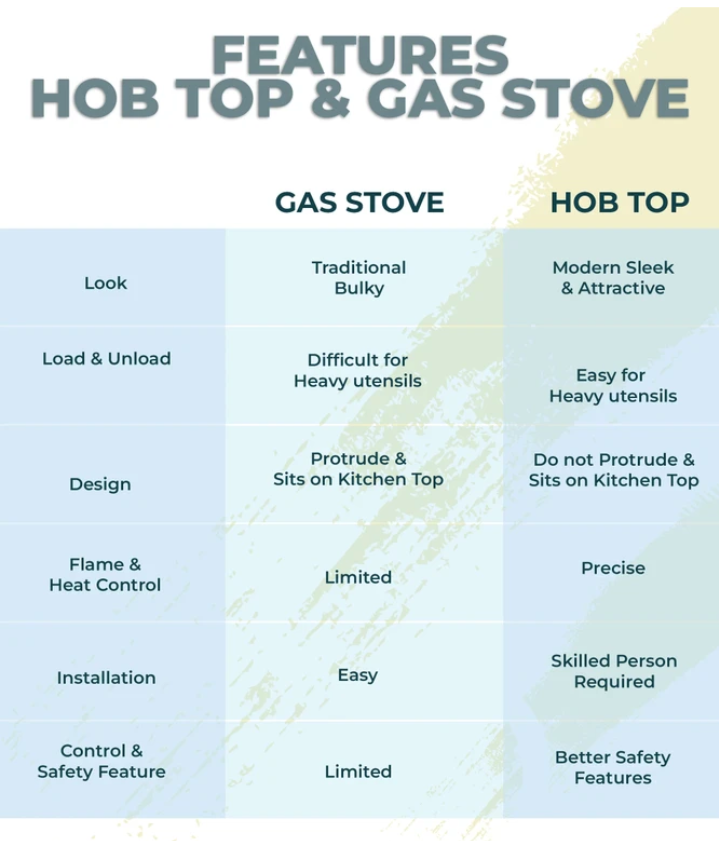 FEATURES
HOB TOP & GAS STOVE
GAS STOVE
HOB TOP
Look
Traditional
Bulky
Modern Sleek
& Attractive
Load & Unload
Difficult for
Heavy utensils
Easy for
Heavy utensils
Design
Protrude &
Sits on Kitchen Top
Do not Protrude &
Sits on Kitchen Top
Flame &
Heat Control
Limited
Precise
Installation
Easy
Skilled Person
Required
Control &
Safety Feature
Limited
Better Safety
Features